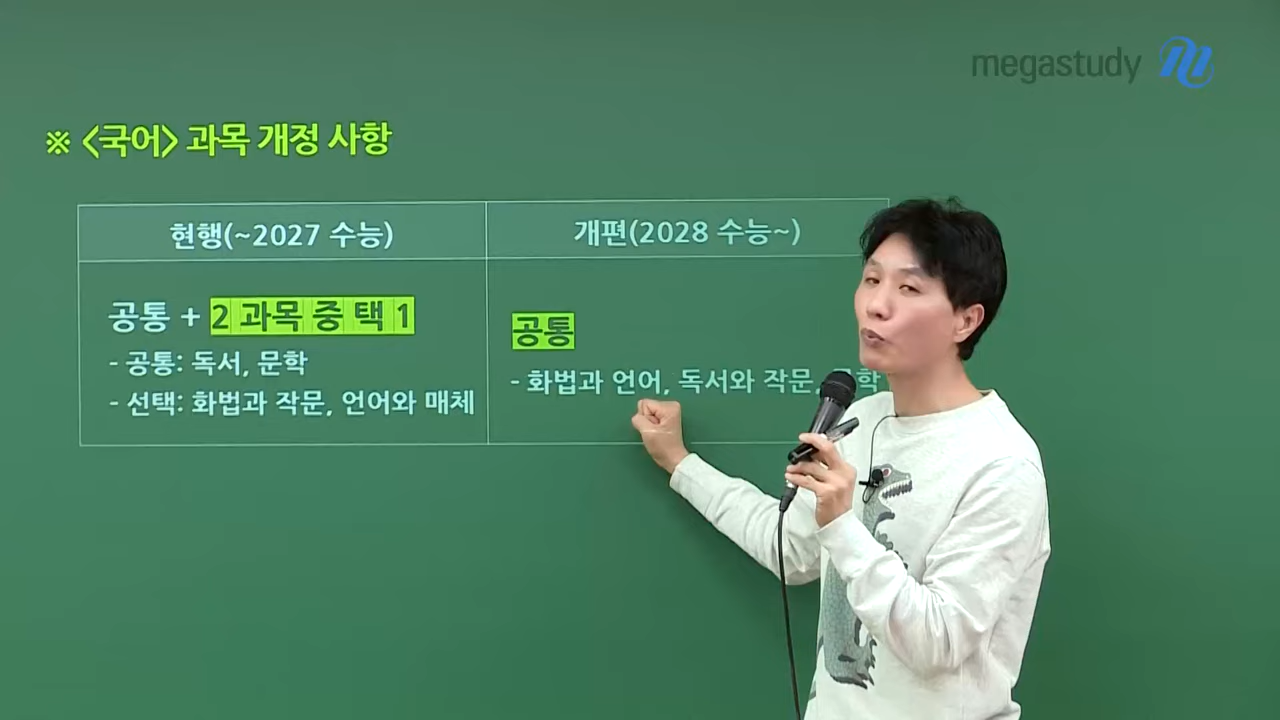 megastudy
※ <국어> 과목 개정 사항
현행(~2027 수능)
개편(2028 수능~)
공통 + 2 과목 중 택 1
- 공통: 독서, 문학
- 선택: 화법과 작문, 언어와 매체
공통
- 화법과 언어, 독서와 작문, 문학